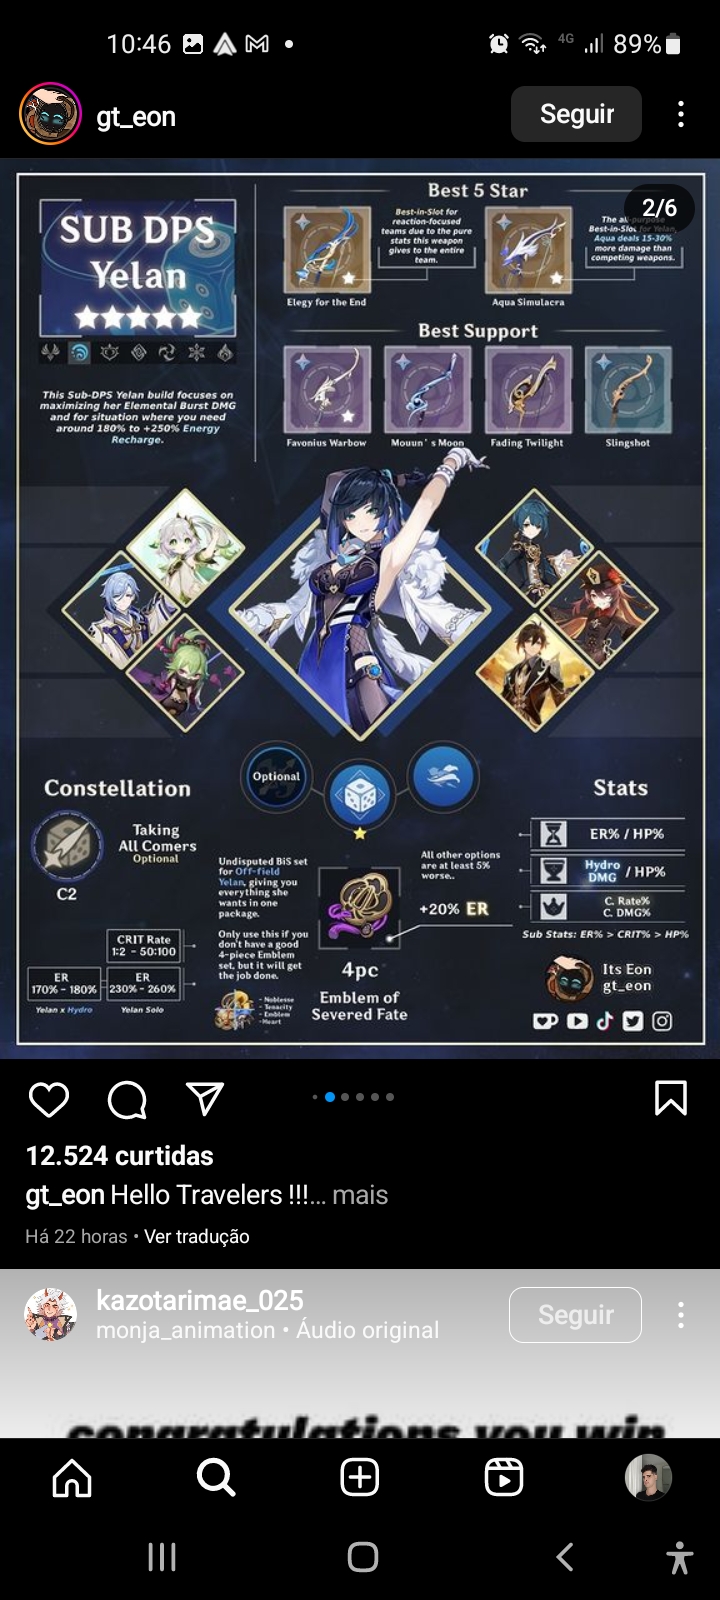 10:46
4G
89%
gt_eon
Seguir
2/6
SUB DPS
Yelan
This Sub-DPS Yelan build focuses on
maximizing her Elemental Burst DMG
and for situation where you need
around 180% to +250% Energy
Recharge.
Best 5 Star
Best-in-Slot for
reaction-focused
teams due to the pure
stats this weapon
gives to the entire
team.
Elegy for the End
The all-purpose
Best-in-Slot for Yelan,
Aqua deals 15-30%
more damage than
competing weapons.
Aqua Simulacra
Best Support
Favonius Warbow
Mouun's Moon
Fading Twilight
Slingshot
Optional
Constellation
Taking
All Comers
Optional
C2
CRIT Rate
1:2 - 50:100
ER
170% - 180%
ER
230% - 260%
Yelan x Hydro
Yelan Solo
Undisputed BiS set
for Off-field
Yelan, giving you
everything she
wants in one
package.
Only use this if you
don't have a good
4-piece Emblem
set, but it will get
the job done.
- Noblesse
- Tenacity
- Emblem
- Heart
4pc
Emblem of
Severed Fate
All other options
are at least 5%
worse..
+20% ER
Stats
ER% / HP%
Hydro
DMG / HP%
C. Rate%
C. DMG%
Sub Stats: ER% > CRIT% > HP%
Its Eon
gt_eon
12.524 curtidas
gt_eon Hello Travelers !!!... mais
Há 22 horas • Ver tradução
kazotarimae_025
monja_animation • Áudio original
Seguir
congratulations you win